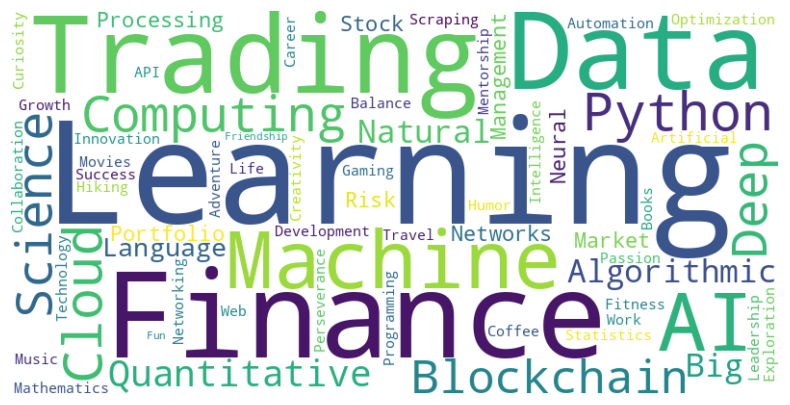 Trading
Data
Processing
Stock
Scraping
Automation
Optimization
Curiosity
API
Career
Mentorship
Management
Growth
Computing
Balance
Python
Innovation
Friendship
Natural
Intelligence
Neural
Artificial
Collaboration
Science
Movies
Success
Hiking
Learning
Adventure
Life
Creativity
Gaming
Risk
Humor
Books
Deep
Portfolio
Language
Development
Travel
Networks
Market
Passion
Technology
Cloud
Machine
Algorithmic
Networking
Finance
Perseverance
Programming
Web
Fun
Coffee
Fitness
Work
Statistics
AI
Leadership
Exploration
Music
Mathematics
Quantitative
Blockchain
Big